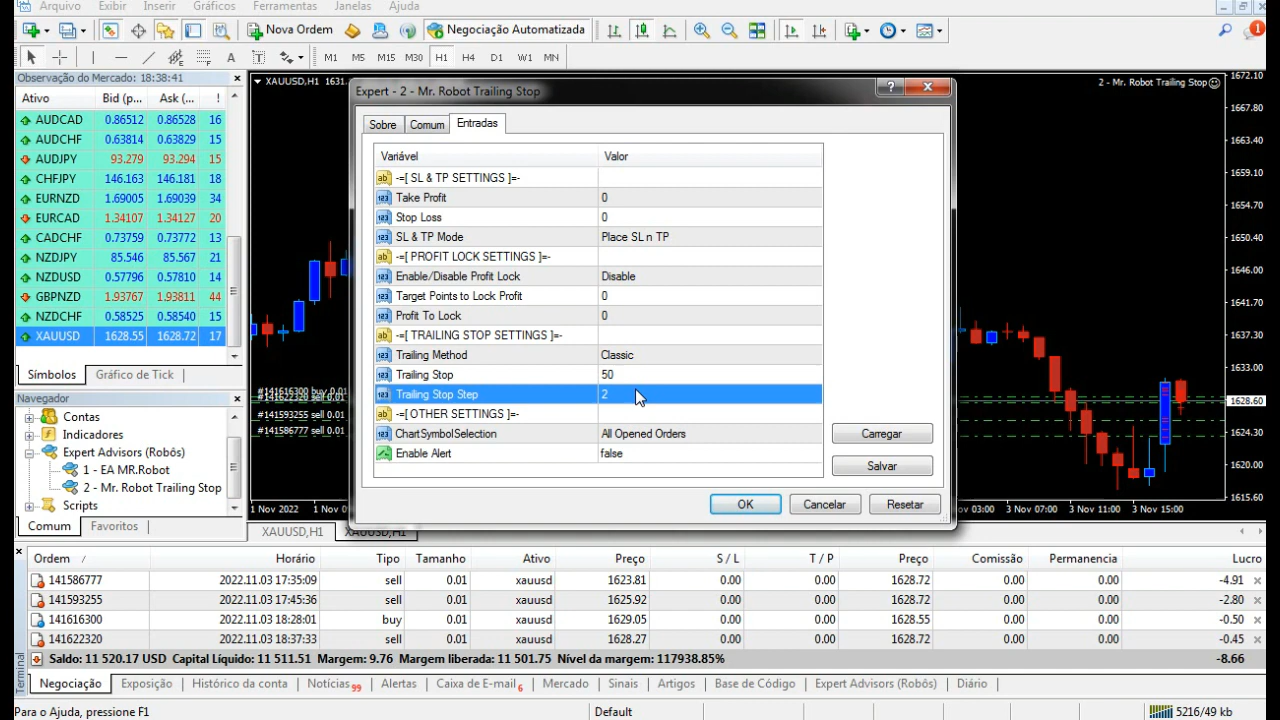 Arquivo Exibir Inserir Gráficos Ferramentas Janelas Ajuda
Nova Ordem Negociação Automatizada 1
A M1 M5 M15 M30 H1 H4 D1 W1 MN
Observação do Mercado: 18:38:41
Ativo Bid (p... Ask (... !
AUDCAD 0.86512 0.86528 16
AUDCHF 0.63814 0.63829 15
AUDJPY 93.279 93.294 15
CHFJPY 146.163 146.181 18
EURNZD 1.69005 1.69039 34
EURCAD 1.34107 1.34127 20
CADCHF 0.73759 0.73772 13
NZDJPY 85.546 85.567 21
NZDUSD 0.57796 0.57810 14
GBPNZD 1.93767 1.93811 44
NZDCHF 0.58525 0.58540 15
XAUUSD 1628.55 1628.72 17
Símbolos Gráfico de Tick
Navegador
Contas
Indicadores
Expert Advisors (Robôs)
1 - EA MR.Robot
2 - Mr. Robot Trailing Stop
Scripts
Comum Favoritos
XAUUSD,H1 1631.
2 - Mr. Robot Trailing Stop
#141616300 buy 0.01
#141622320 sell 0.01
#141593255 sell 0.01
#141586777 sell 0.01
1672.10
1667.80
1663.40
1659.10
1654.70
1650.40
1646.00
1641.70
1637.30
1633.00
1628.60
1624.30
1620.00
1615.60
1 Nov 2022 1 Nov 0 v 03:00 3 Nov 07:00 3 Nov 11:00 3 Nov 15:00
XAUUSD,H1 XAUUSD,H1
Expert - 2 - Mr. Robot Trailing Stop
Sobre Comum Entradas
Variável Valor
-=[ SL & TP SETTINGS ]=-
Take Profit 0
Stop Loss 0
SL & TP Mode Place SL n TP
-=[ PROFIT LOCK SETTINGS ]=-
Enable/Disable Profit Lock Disable
Target Points to Lock Profit 0
Profit To Lock 0
-=[ TRAILING STOP SETTINGS ]=-
Trailing Method Classic
Trailing Stop 50
Trailing Stop Step 2
-=[ OTHER SETTINGS ]=-
ChartSymbolSelection All Opened Orders
Enable Alert false
Carregar
Salvar
OK Cancelar Resetar
Ordem / Horário Tipo Tamanho Ativo Preço S / L T / P Preço Comissão Permanencia Lucro
141586777 2022.11.03 17:35:09 sell 0.01 xauusd 1623.81 0.00 0.00 1628.72 0.00 0.00 -4.91
141593255 2022.11.03 17:45:36 sell 0.01 xauusd 1625.92 0.00 0.00 1628.72 0.00 0.00 -2.80
141616300 2022.11.03 18:28:01 buy 0.01 xauusd 1629.05 0.00 0.00 1628.55 0.00 0.00 -0.50
141622320 2022.11.03 18:37:33 sell 0.01 xauusd 1628.27 0.00 0.00 1628.72 0.00 0.00 -0.45
Saldo: 11 520.17 USD Capital Líquido: 11 511.51 Margem: 9.76 Margem liberada: 11 501.75 Nível da margem: 117938.85% -8.66
Terminal
Negociação Exposição Histórico da conta Notícias 99 Alertas Caixa de E-mail 6 Mercado Sinais Artigos Base de Código Expert Advisors (Robôs) Diário
Para o Ajuda, pressione F1 Default 5216/49 kb